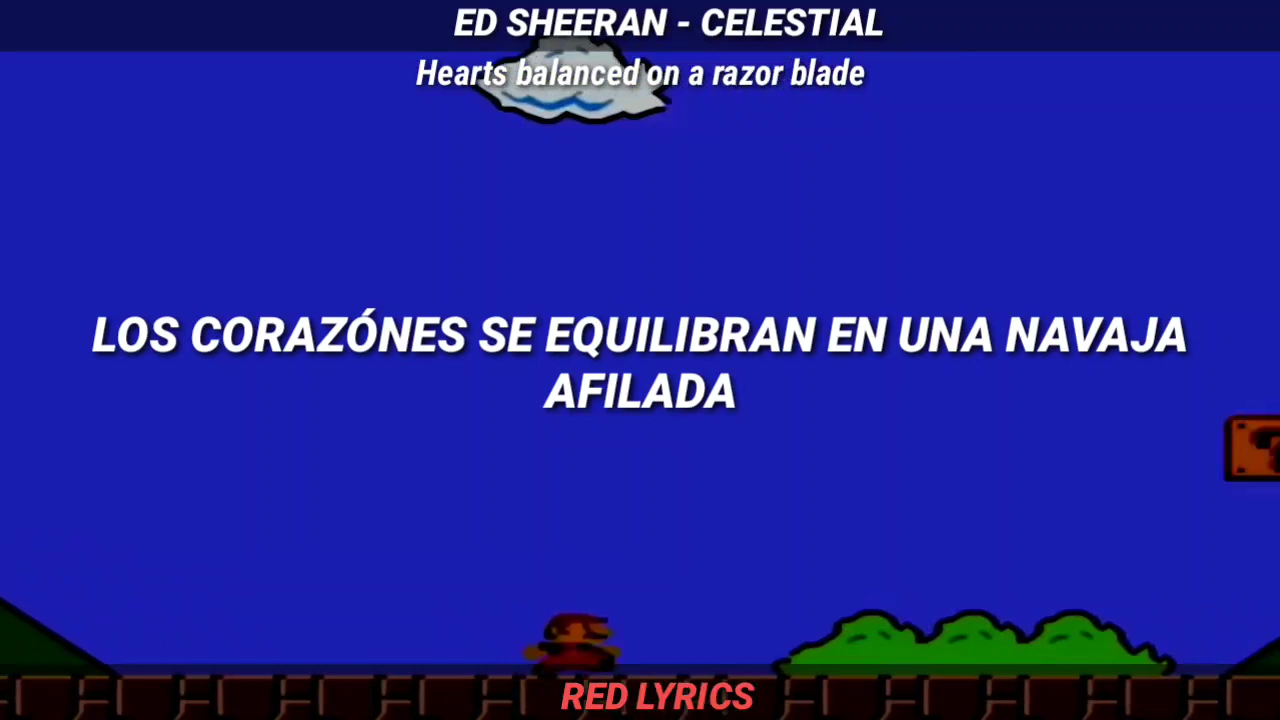 ED SHEERAN - CELESTIAL
Hearts balanced on a razor blade
LOS CORAZÓNES SE EQUILIBRAN EN UNA NAVAJA
AFILADA
RED LYRICS